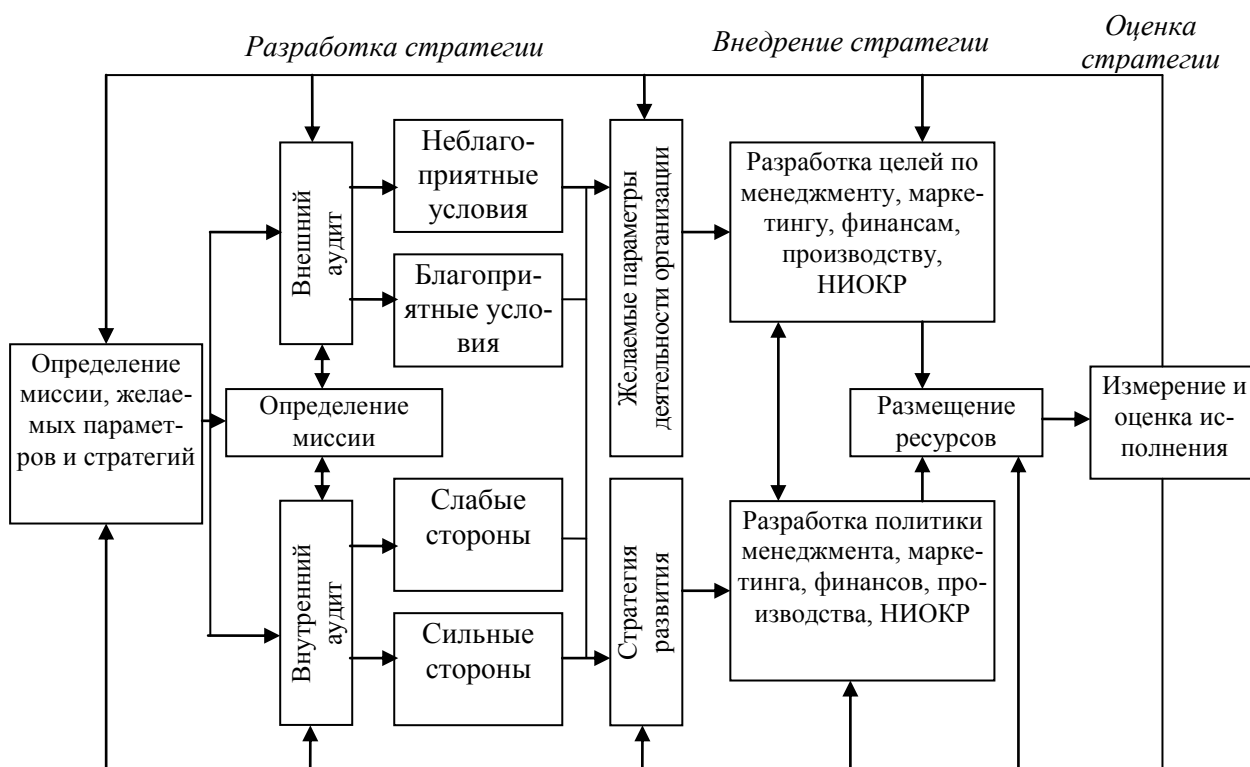 Разработка стратегии
Внедрение стратегии
Оценка
стратегии
Определение
миссии, желае-
мых парамет-
ров и стратегий
Внешний
аудит
Определение
миссии
Внутренний
аудит
Неблаго-
приятные
условия
Благопри-
ятные усло-
вия
Слабые
стороны
Сильные
стороны
Желаемые параметры
деятельности организации
Стратегия
развития
Разработка целей по
менеджменту, марке-
тингу, финансам,
производству,
НИОКР
Размещение
ресурсов
Разработка политики
менеджмента, марке-
тинга, финансов, про-
изводства, НИОКР
Измерение и
оценка ис-
полнения